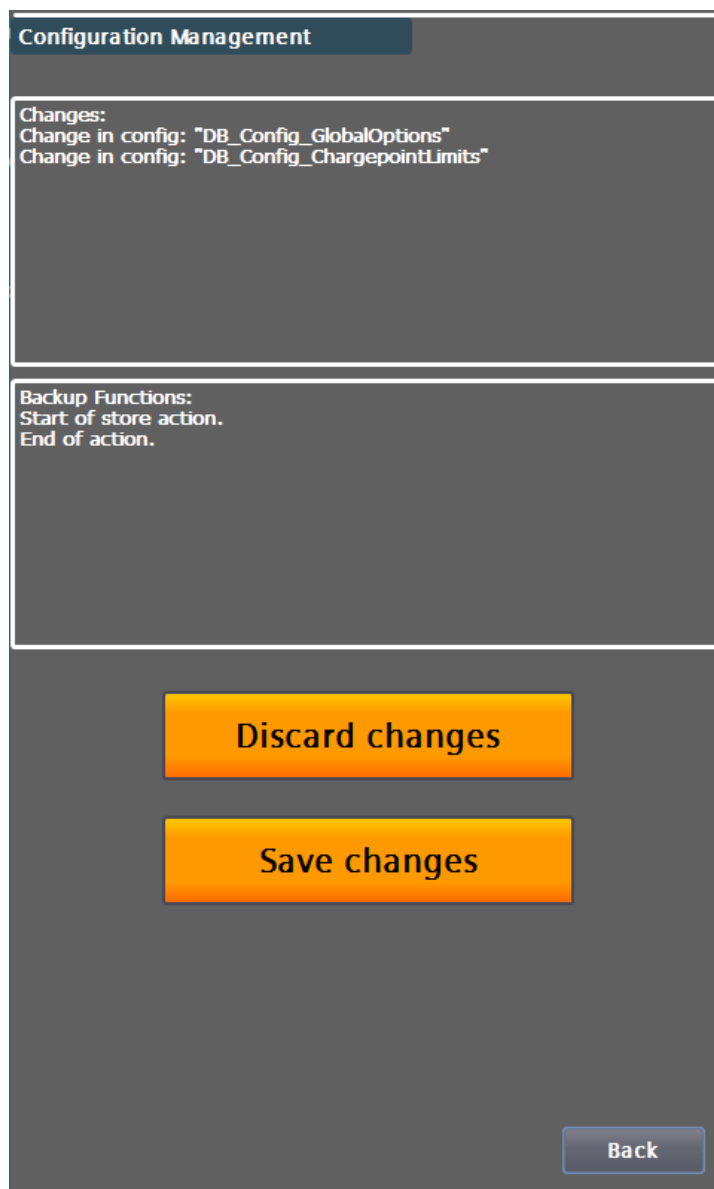 Configuration Management
Changes:
Change in config: "DB_Config_GlobalOptions"
Change in config: "DB_Config_ChargepointLimits"
Backup Functions:
Start of store action.
End of action.
Discard changes
Save changes
Back